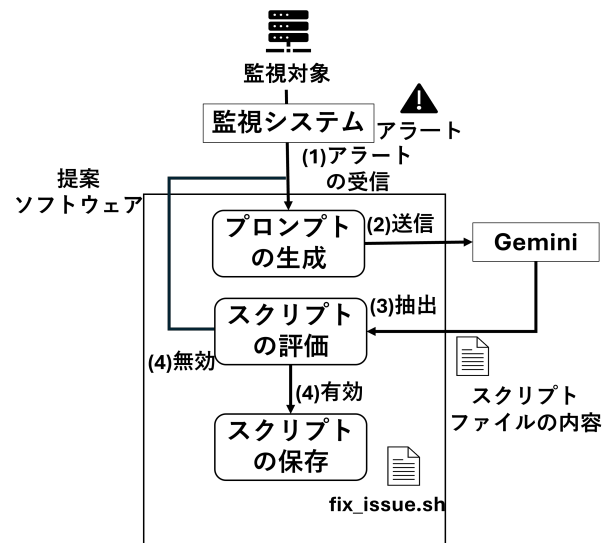 監視対象
監視システム
アラート
(1)アラート
の受信
提案
ソフトウェア
プロンプト
の生成
(2)送信
Gemini
(3)抽出
スクリプト
の評価
(4)無効
(4)有効
スクリプト
ファイルの内容
スクリプト
の保存
fix_issue.sh